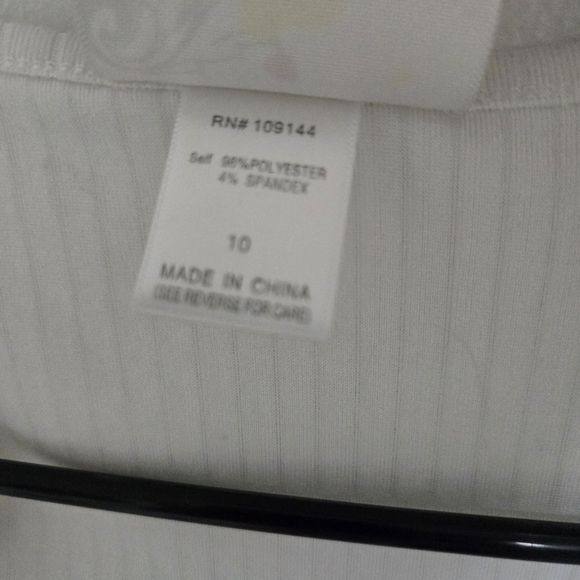 RN# 109144
Self 96%POLYESTER
4% SPANDEX
10
MADE IN CHINA
(SEE REVERSE FOR CARE)